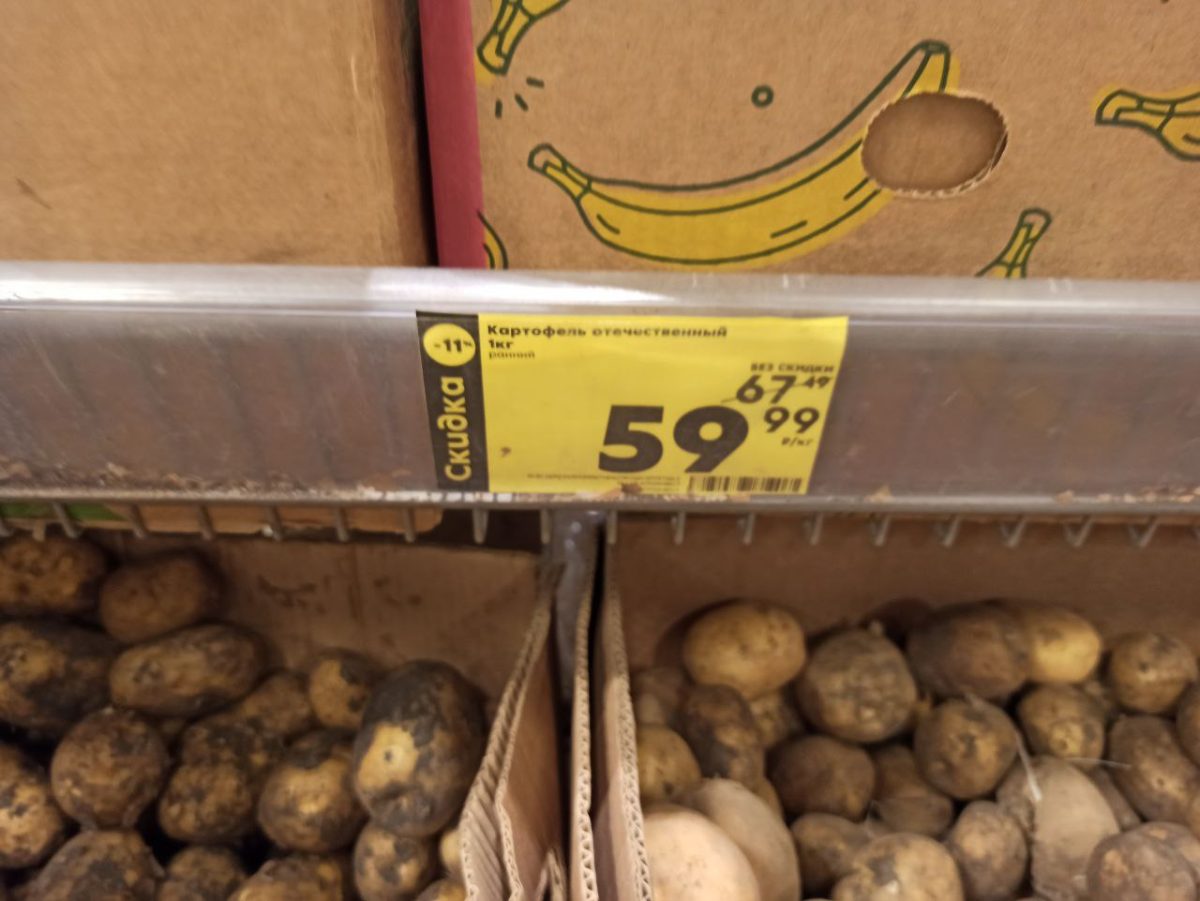 Скидка
-11%
Картофель отечественный
1кг
ранний
БЕЗ СКИДКИ
67 49
59 99
₽/кг